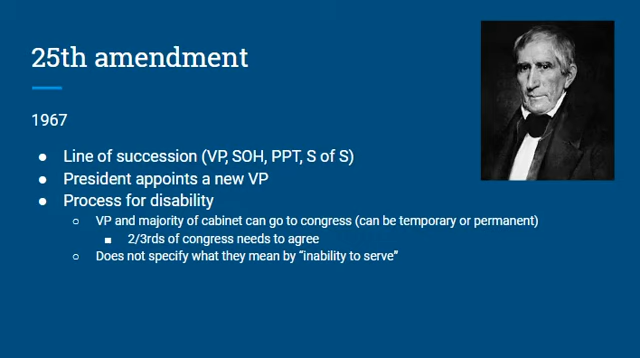 25th amendment
1967
● Line of succession (VP, SOH, PPT, S of S)
● President appoints a new VP
● Process for disability
○ VP and majority of cabinet can go to congress (can be temporary or permanent)
■ 2/3rds of congress needs to agree
○ Does not specify what they mean by “inability to serve”